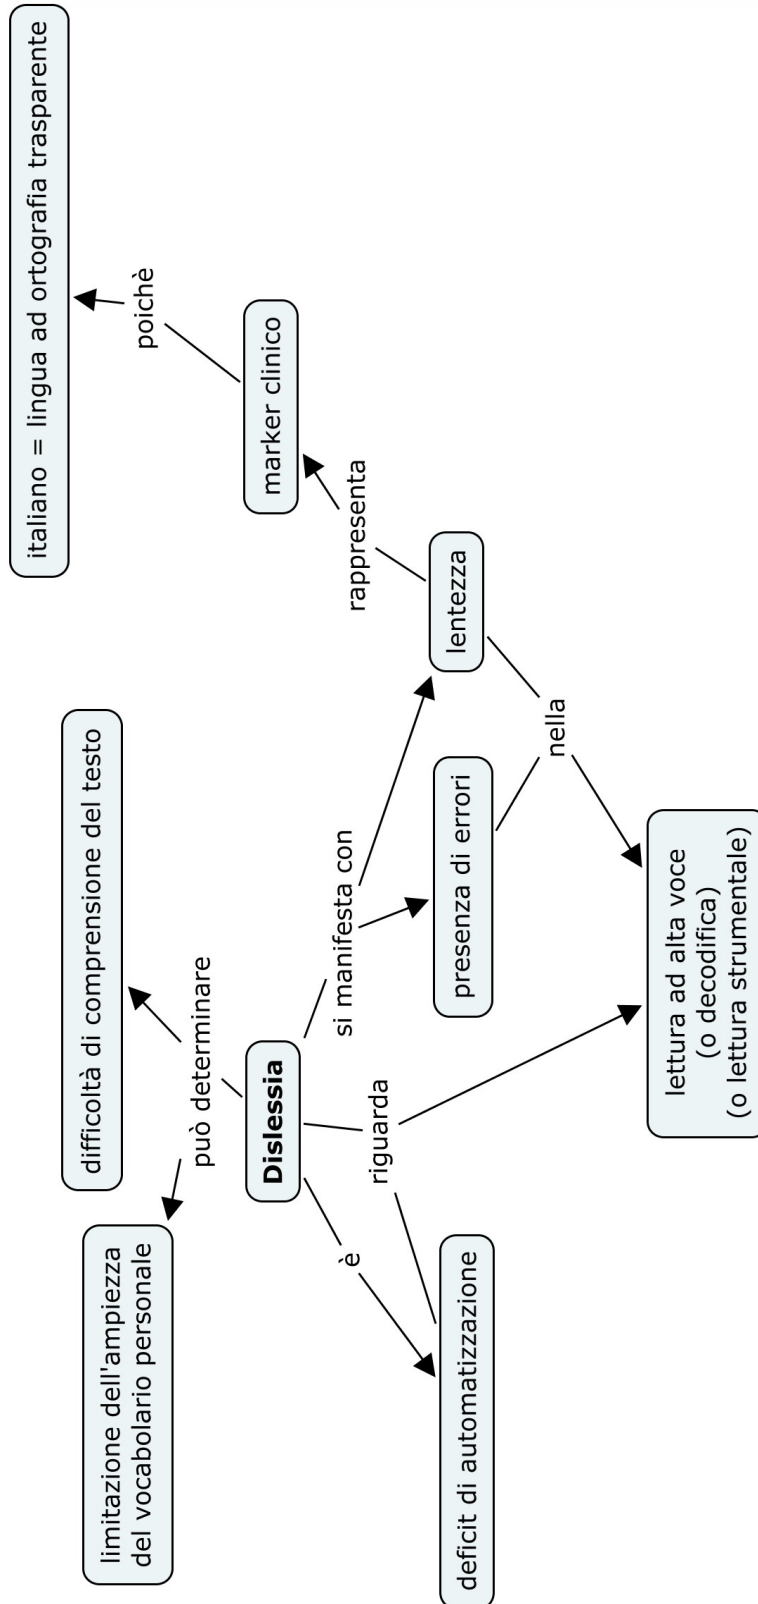 limitazione dell'ampiezza
del vocabolario personale
difficoltà di comprensione del testo
italiano = lingua ad ortografia trasparente
può determinare
poichè
Dislessia
marker clinico
è
riguarda
si manifesta con
rappresenta
deficit di automatizzazione
presenza di errori
lentezza
nella
lettura ad alta voce
(o decodifica)
(o lettura strumentale)